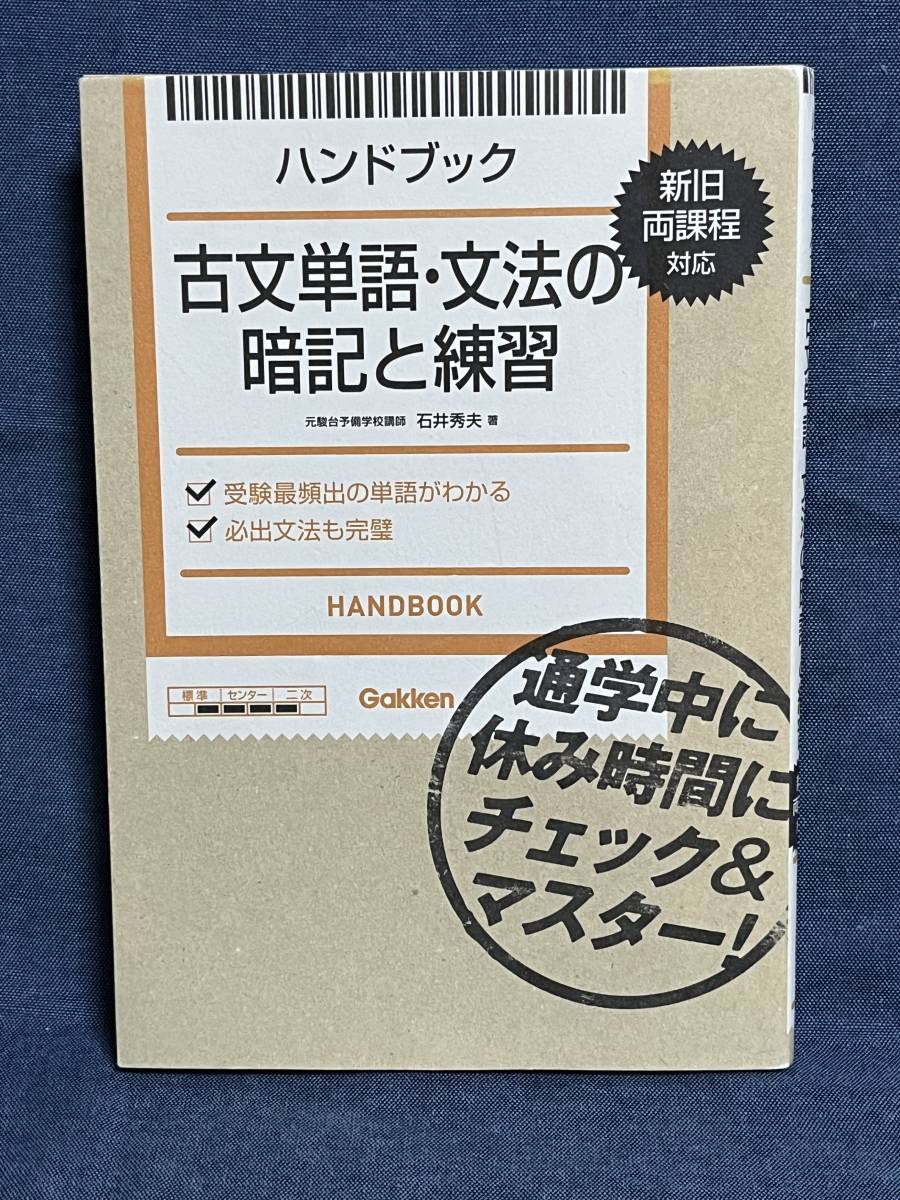 ハンドブック
新旧
両課程
対応
古文単語・文法の
暗記と練習
元駿台予備学校講師 石井秀夫 著
受験最頻出の単語がわかる
必出文法も完璧
HANDBOOK
標準 センター 二次
Gakken
通学中に
休み時間に
チェック&
マスター!